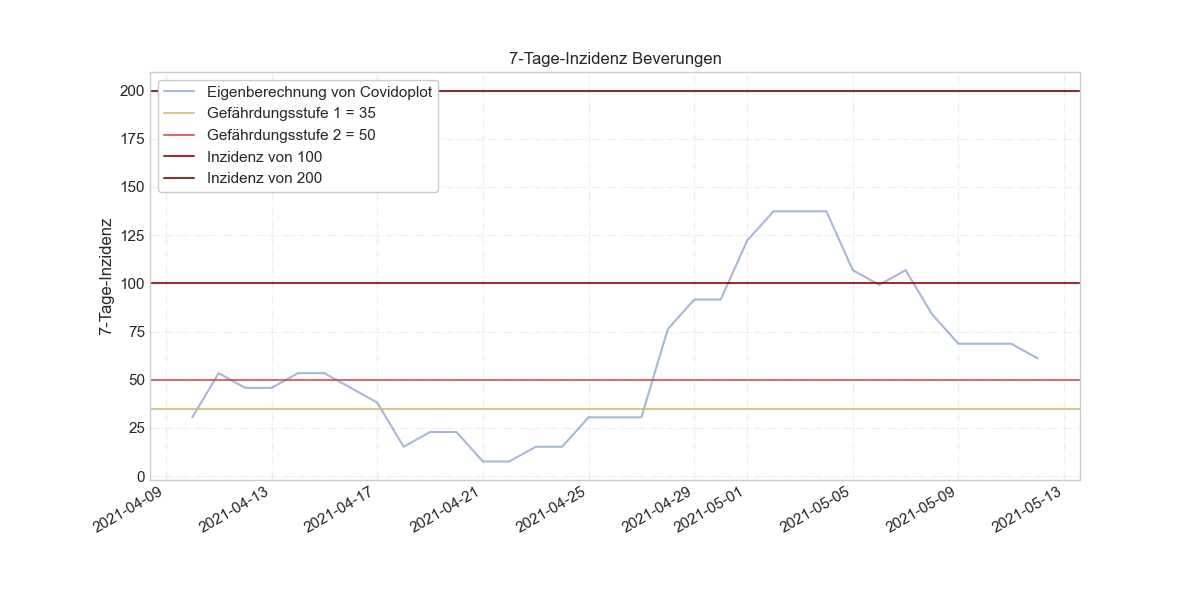 7-Tage-Inzidenz Beverungen
Eigenberechnung von Covidoplot
Gefährdungsstufe 1 = 35
Gefährdungsstufe 2 = 50
Inzidenz von 100
Inzidenz von 200
7-Tage-Inzidenz
200
175
150
125
100
75
50
25
0
2021-04-09
2021-04-13
2021-04-17
2021-04-21
2021-04-25
2021-04-29
2021-05-01
2021-05-05
2021-05-09
2021-05-13